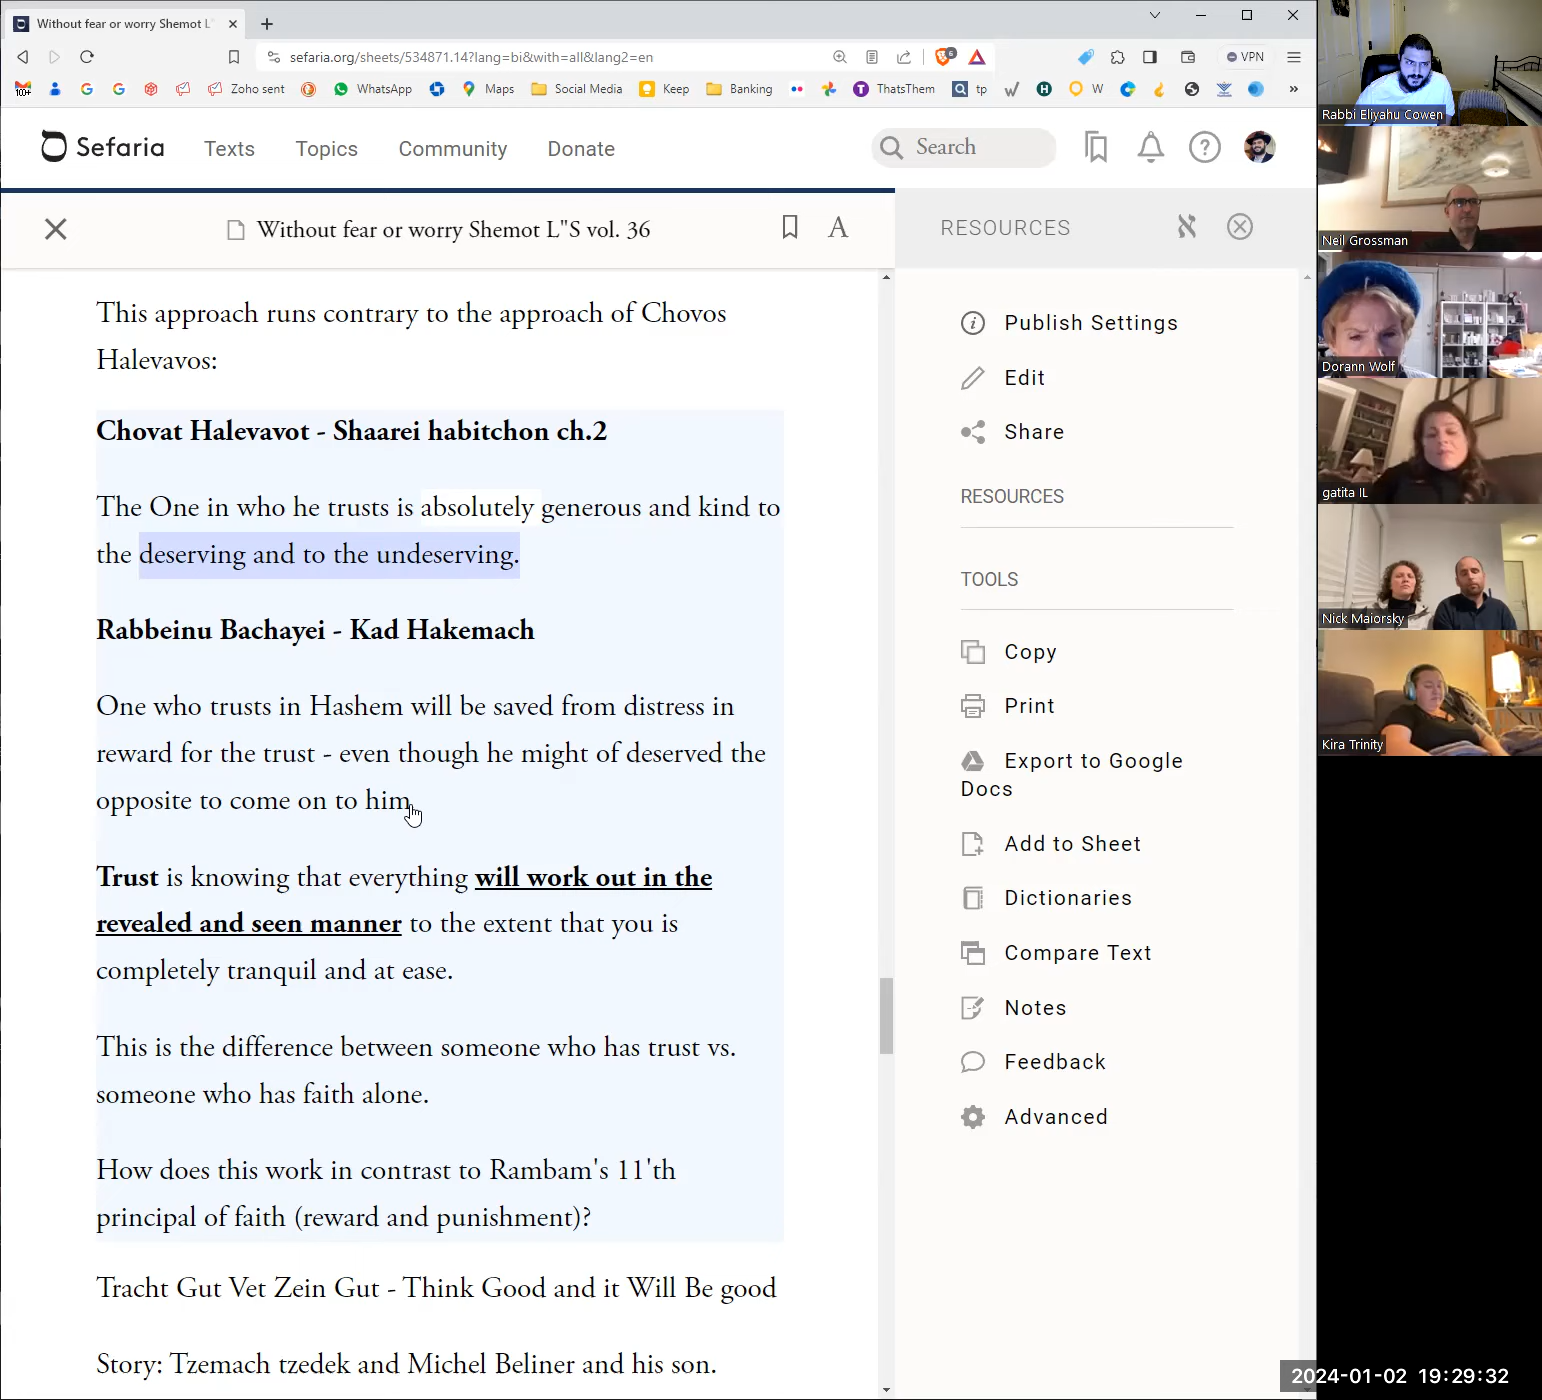 Without fear or worry Shemot L"
sefaria.org/sheets/534871.14?lang=bi&with=all&lang2=en
6
VPN
100+
Zoho sent
WhatsApp
Maps
Social Media
Keep
Banking
ThatsThem
tp
W
»
Sefaria
Texts
Topics
Community
Donate
Search
Without fear or worry Shemot L"S vol. 36
A
RESOURCES
This approach runs contrary to the approach of Chovos
Halevavos:
Chovat Halevavot - Shaarei habitchon ch.2
The One in who he trusts is absolutely generous and kind to
the deserving and to the undeserving.
Rabbeinu Bachayei - Kad Hakemach
One who trusts in Hashem will be saved from distress in
reward for the trust - even though he might of deserved the
opposite to come on to him.
Trust is knowing that everything will work out in the
revealed and seen manner to the extent that you is
completely tranquil and at ease.
This is the difference between someone who has trust vs.
someone who has faith alone.
How does this work in contrast to Rambam's 11'th
principal of faith (reward and punishment)?
Tracht Gut Vet Zein Gut - Think Good and it Will Be good
Story: Tzemach tzedek and Michel Beliner and his son.
Publish Settings
Edit
Share
RESOURCES
TOOLS
Copy
Print
Export to Google
Docs
Add to Sheet
Dictionaries
Compare Text
Notes
Feedback
Advanced
Rabbi Eliyahu Cowen
Neil Grossman
Dorann Wolf
gatita IL
Nick Maiorsky
Kira Trinity
2024-01-02 19:29:32